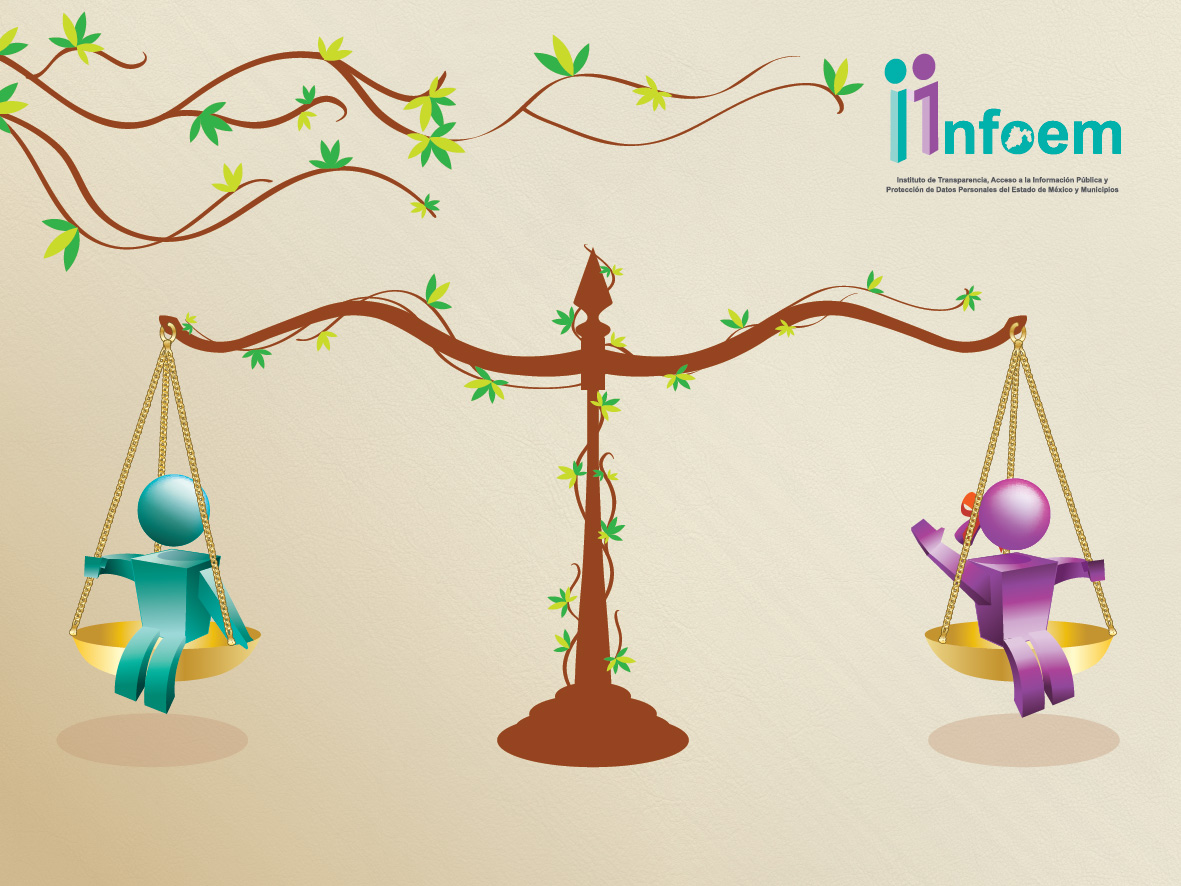 infoem
Instituto de Transparencia, Acceso a la Información Pública y
Protección de Datos Personales del Estado de México y Municipios